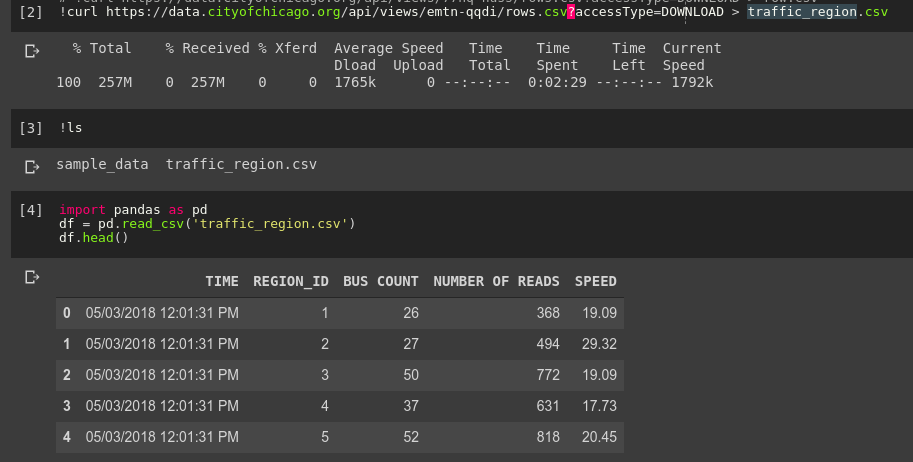 [2] !curl https://data.cityofchicago.org/api/views/emtn-qqdi/rows.csv?accessType=DOWNLOAD > traffic_region.csv
% Total % Received % Xferd Average Speed Time Time Time Current
Dload Upload Total Spent Left Speed
100 257M 0 257M 0 0 1765k 0 --:--:-- 0:02:29 --:--:-- 1792k
[3] !ls
sample_data traffic_region.csv
[4] import pandas as pd
df = pd.read_csv('traffic_region.csv')
df.head()
TIME REGION_ID BUS COUNT NUMBER OF READS SPEED
0 05/03/2018 12:01:31 PM 1 26 368 19.09
1 05/03/2018 12:01:31 PM 2 27 494 29.32
2 05/03/2018 12:01:31 PM 3 50 772 19.09
3 05/03/2018 12:01:31 PM 4 37 631 17.73
4 05/03/2018 12:01:31 PM 5 52 818 20.45